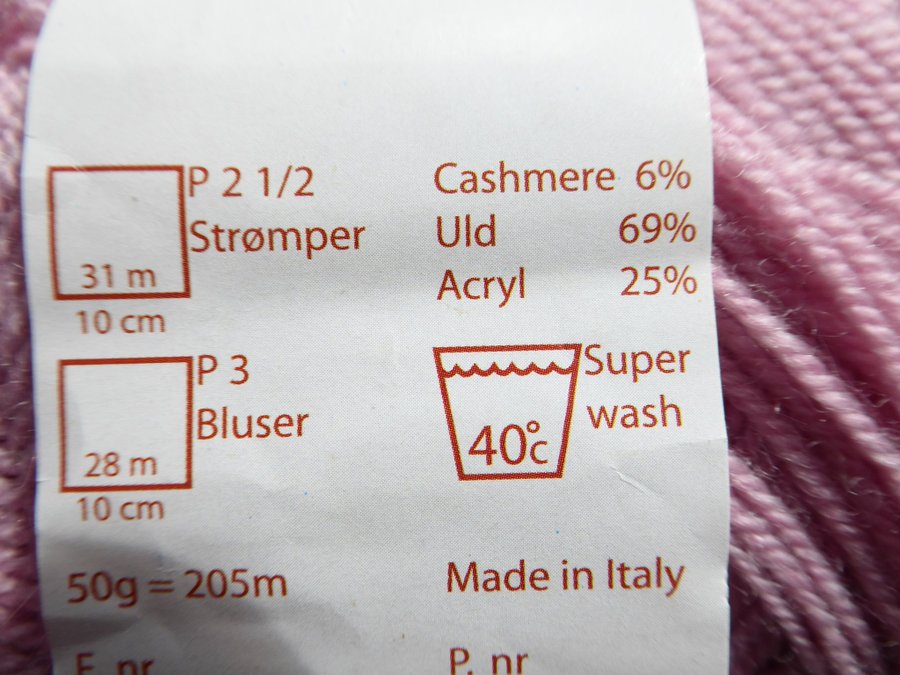 P 2 1/2
Strømper
31 m
10 cm
P 3
Bluser
28 m
10 cm
50g = 205m
Cashmere 6%
Uld 69%
Acryl 25%
40°c
Super
wash
Made in Italy
F. nr
P. nr